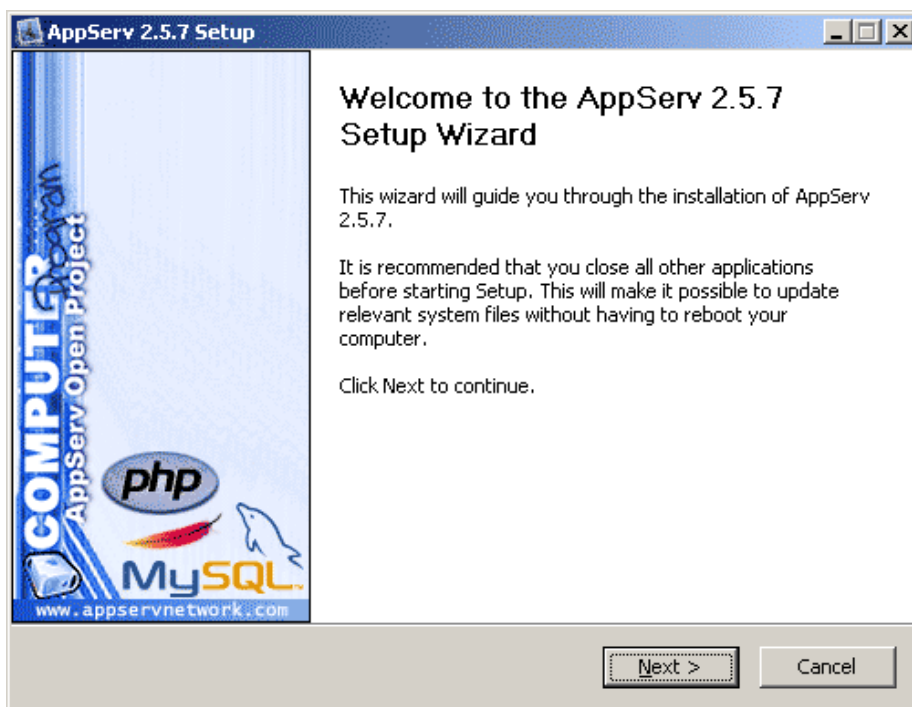 AppServ 2.5.7 Setup
Welcome to the AppServ 2.5.7
Setup Wizard
This wizard will guide you through the installation of AppServ
2.5.7.
It is recommended that you close all other applications
before starting Setup. This will make it possible to update
relevant system files without having to reboot your
computer.
Click Next to continue.
COMPUTER
Program
AppServ Open Project
php
MySQL™
www.appservnetwork.com
Next >
Cancel